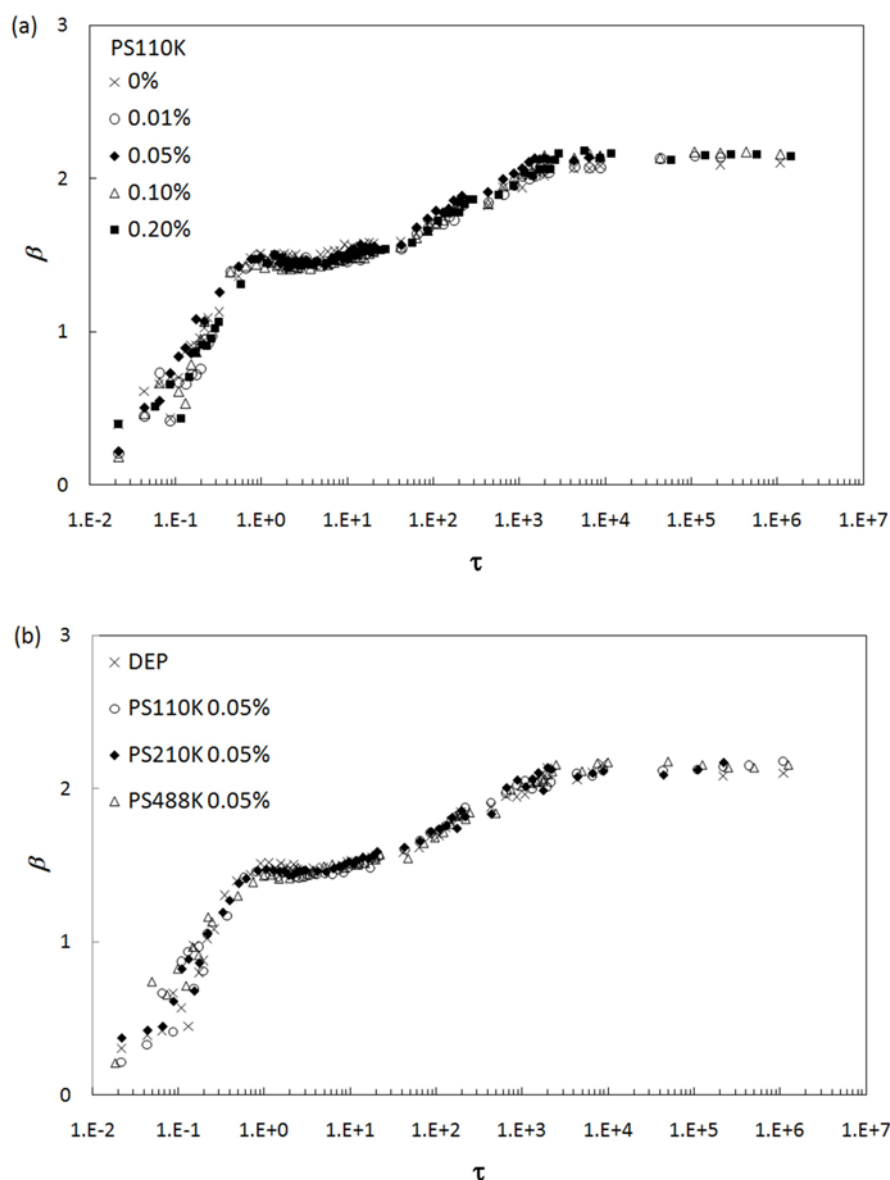 (a)
3
PS110K
0%
0.01%
0.05%
0.10%
0.20%
2
β
1
0
1.E-2 1.E-1 1.E+0 1.E+1 1.E+2 1.E+3 1.E+4 1.E+5 1.E+6 1.E+7
τ
(b)
3
DEP
PS110K 0.05%
PS210K 0.05%
PS488K 0.05%
2
β
1
0
1.E-2 1.E-1 1.E+0 1.E+1 1.E+2 1.E+3 1.E+4 1.E+5 1.E+6 1.E+7
τ